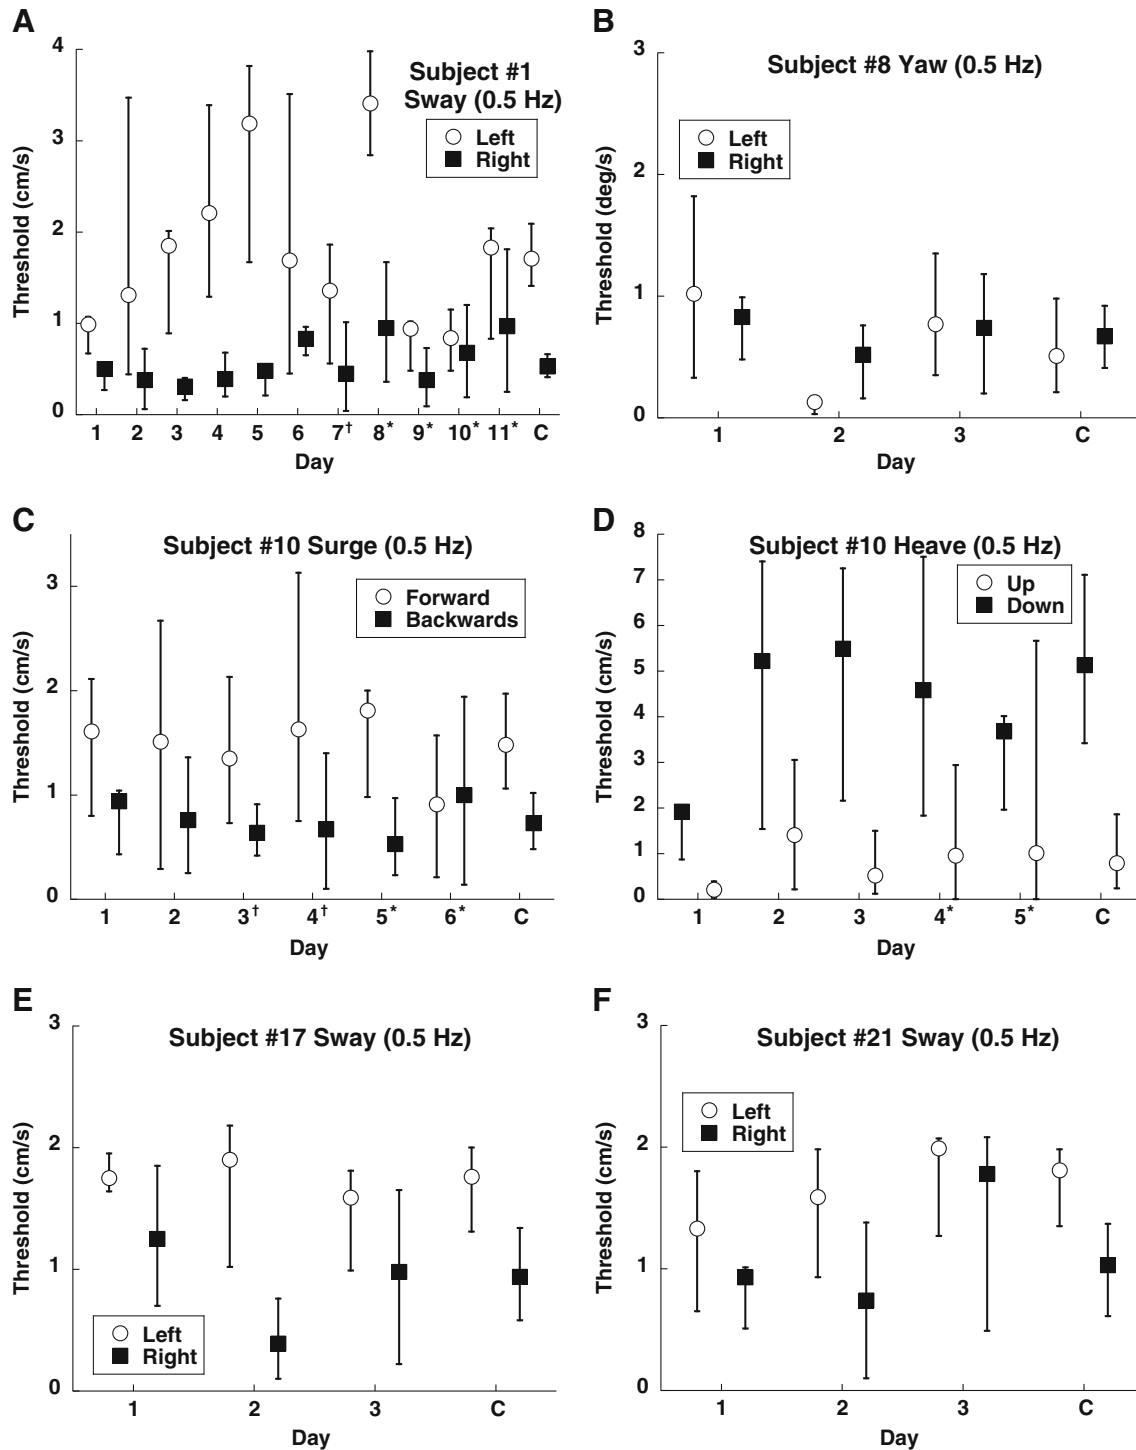 A
Subject #1
Sway (0.5 Hz)
Left
Right
4
3
2
1
0
Threshold (cm/s)
1 2 3 4 5 6 7† 8* 9* 10* 11* C
Day
B
Subject #8 Yaw (0.5 Hz)
Left
Right
3
2
1
0
Threshold (deg/s)
1 2 3 C
Day
C
Subject #10 Surge (0.5 Hz)
Forward
Backwards
3
2
1
0
Threshold (cm/s)
1 2 3† 4† 5* 6* C
Day
D
Subject #10 Heave (0.5 Hz)
Up
Down
8
7
6
5
4
3
2
1
0
Threshold (cm/s)
1 2 3 4* 5* C
Day
E
Subject #17 Sway (0.5 Hz)
3
2
1
0
Threshold (cm/s)
Left
Right
1 2 3 C
Day
F
Subject #21 Sway (0.5 Hz)
Left
Right
3
2
1
0
Threshold (cm/s)
1 2 3 C
Day